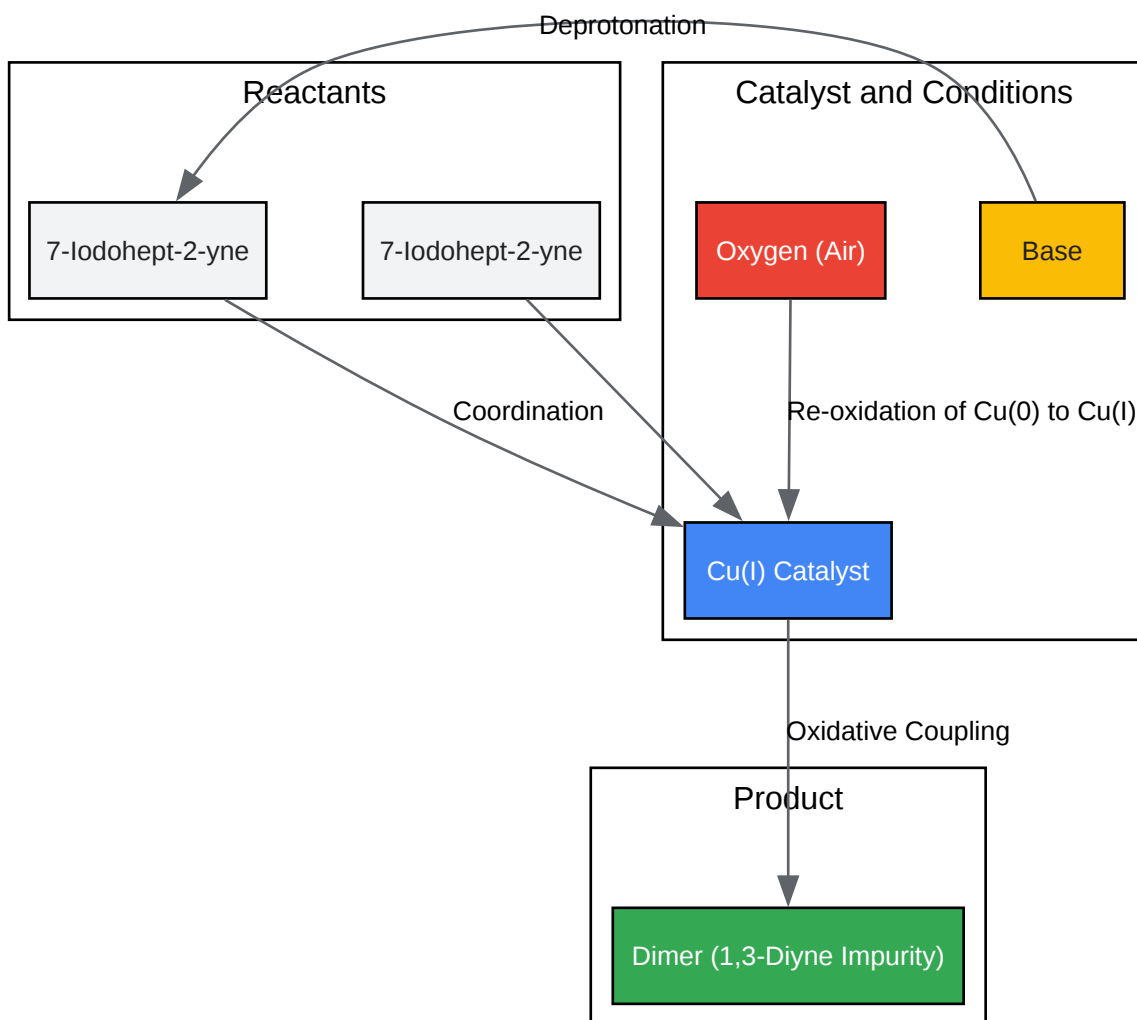 Deprotonation
Reactants
Catalyst and Conditions
7-Iodohept-2-yne
7-Iodohept-2-yne
Oxygen (Air)
Base
Coordination
Re-oxidation of Cu(0) to Cu(I)
Cu(I) Catalyst
Oxidative Coupling
Product
Dimer (1,3-Diyne Impurity)